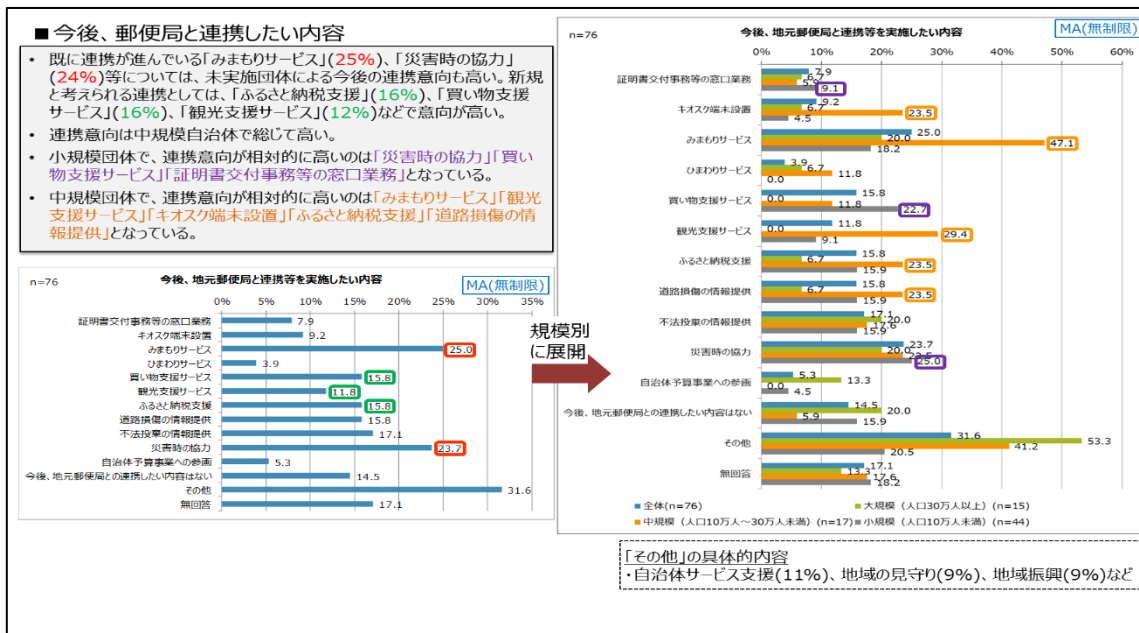 ■ 今後、郵便局と連携したい内容
• 既に連携が進んでいる「みまもりサービス」(25%)、「災害時の協力」
(24%)等については、未実施団体による今後の連携意向も高い。新規
と考えられる連携としては、「ふるさと納税支援」(16%)、「買い物支援
サービス」(16%)、「観光支援サービス」(12%)などで意向が高い。
• 連携意向は中規模自治体で総じて高い。
• 小規模団体で、連携意向が相対的に高いのは「災害時の協力」「買い
物支援サービス」「証明書交付事務等の窓口業務」となっている。
• 中規模団体で、連携意向が相対的に高いのは「みまもりサービス」「観光
支援サービス」「キオスク端末設置」「ふるさと納税支援」「道路損傷の情
報提供」となっている。
n=76
今後、地元郵便局と連携等を実施したい内容
MA(無制限)
0% 5% 10% 15% 20% 25% 30% 35%
証明書交付事務等の窓口業務 7.9
キオスク端末設置 9.2
みまもりサービス 25.0
ひまわりサービス 3.9
買い物支援サービス 15.8
観光支援サービス 11.8
ふるさと納税支援 15.8
道路損傷の情報提供 15.8
不法投棄の情報提供 17.1
災害時の協力 23.7
自治体予算事業への参画 5.3
今後、地元郵便局との連携したい内容はない 14.5
その他 31.6
無回答 17.1
規模別
に展開
n=76
今後、地元郵便局と連携等を実施したい内容
MA(無制限)
0% 10% 20% 30% 40% 50% 60%
証明書交付事務等の窓口業務 7.9 6.7 5.9 9.1
キオスク端末設置 9.2 6.7 23.5 4.5
みまもりサービス 25.0 20.0 47.1 18.2
ひまわりサービス 3.9 6.7 11.8 0.0
買い物支援サービス 15.8 0.0 11.8 22.7
観光支援サービス 11.8 0.0 29.4 9.1
ふるさと納税支援 15.8 6.7 23.5 15.9
道路損傷の情報提供 15.8 6.7 23.5 15.9
不法投棄の情報提供 17.1 20.0 17.6 15.9
災害時の協力 23.7 20.0 23.5 25.0
自治体予算事業への参画 5.3 13.3 0.0 4.5
今後、地元郵便局との連携したい内容はない 14.5 20.0 5.9 15.9
その他 31.6 53.3 41.2 20.5
無回答 17.1 13.3 17.6 18.2
全体(n=76) 大規模（人口30万人以上）(n=15)
中規模（人口10万人～30万人未満）(n=17) 小規模（人口10万人未満）(n=44)
「その他」の具体的内容
・自治体サービス支援(11%)、地域の見守り(9%)、地域振興(9%)など